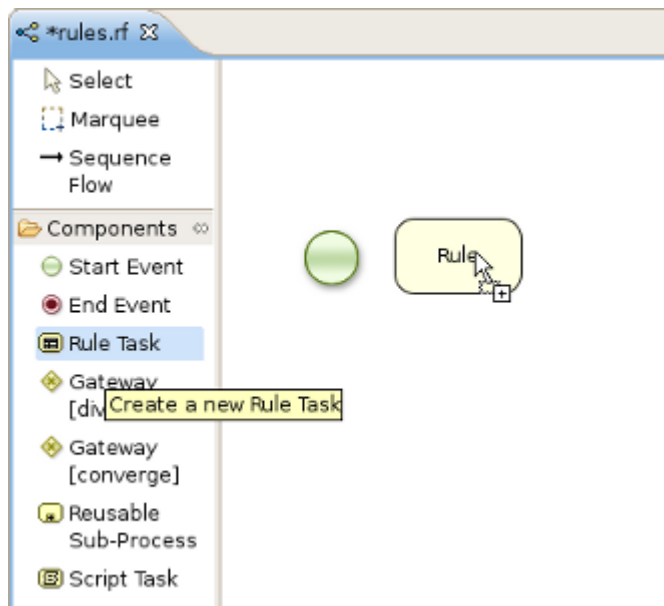 *rules.rf
Select
Marquee
Sequence
Flow
Components
Start Event
End Event
Rule Task
Gateway
[div
Create a new Rule Task
Gateway
[converge]
Reusable
Sub-Process
Script Task
Rule